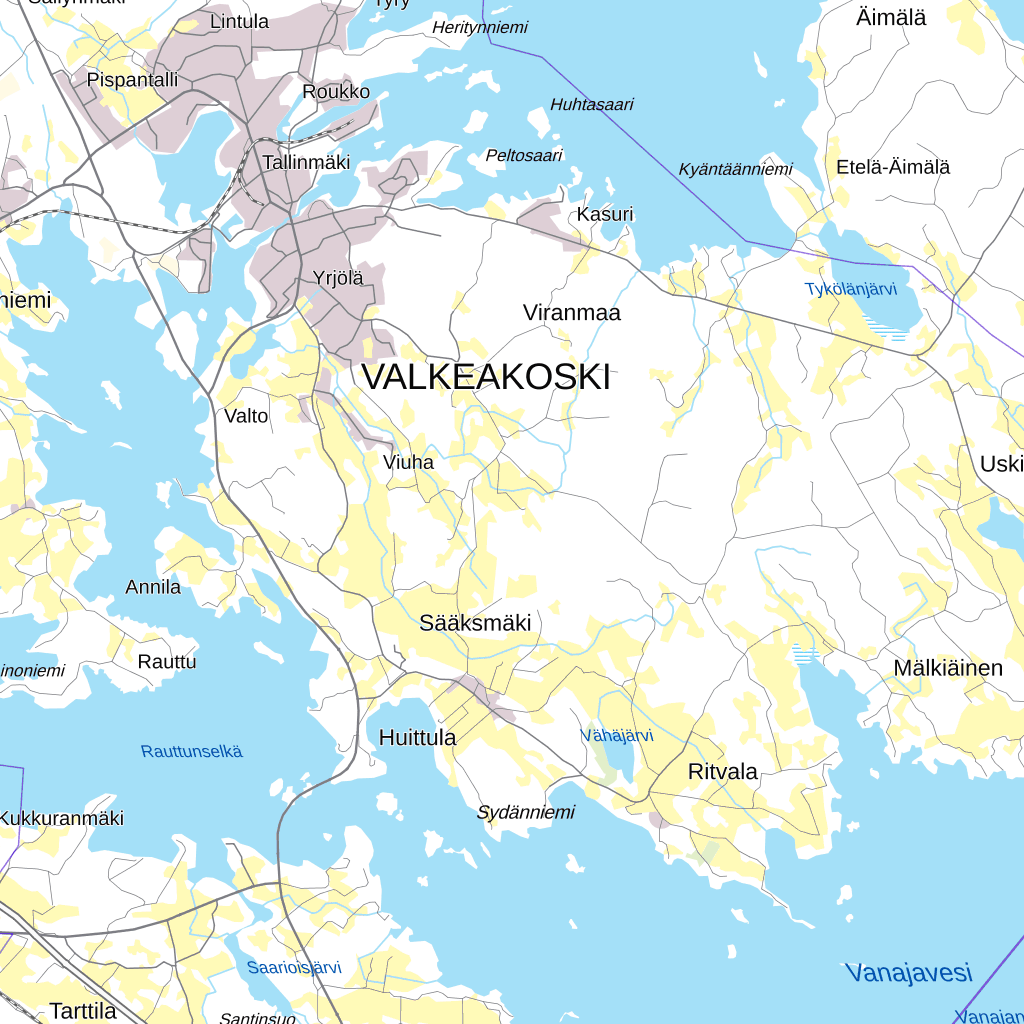 Lintula
Heritynniemi
Äimälä
Pispantalli
Roukko
Huhtasaari
Peltosaari
Tallinmäki
Kyäntäänniemi
Etelä-Äimälä
Kasuri
Yrjölä
Tykölänjärvi
Viranmaa
VALKEAKOSKI
Valto
Viuha
Uski
Annila
Sääksmäki
Rauttu
Mälkiäinen
Huittula
Vähäjärvi
Rauttunselkä
Ritvala
Sydänniemi
Kukkuranmäki
Saarioisjärvi
Vanajavesi
Tarttila
Santinsuo